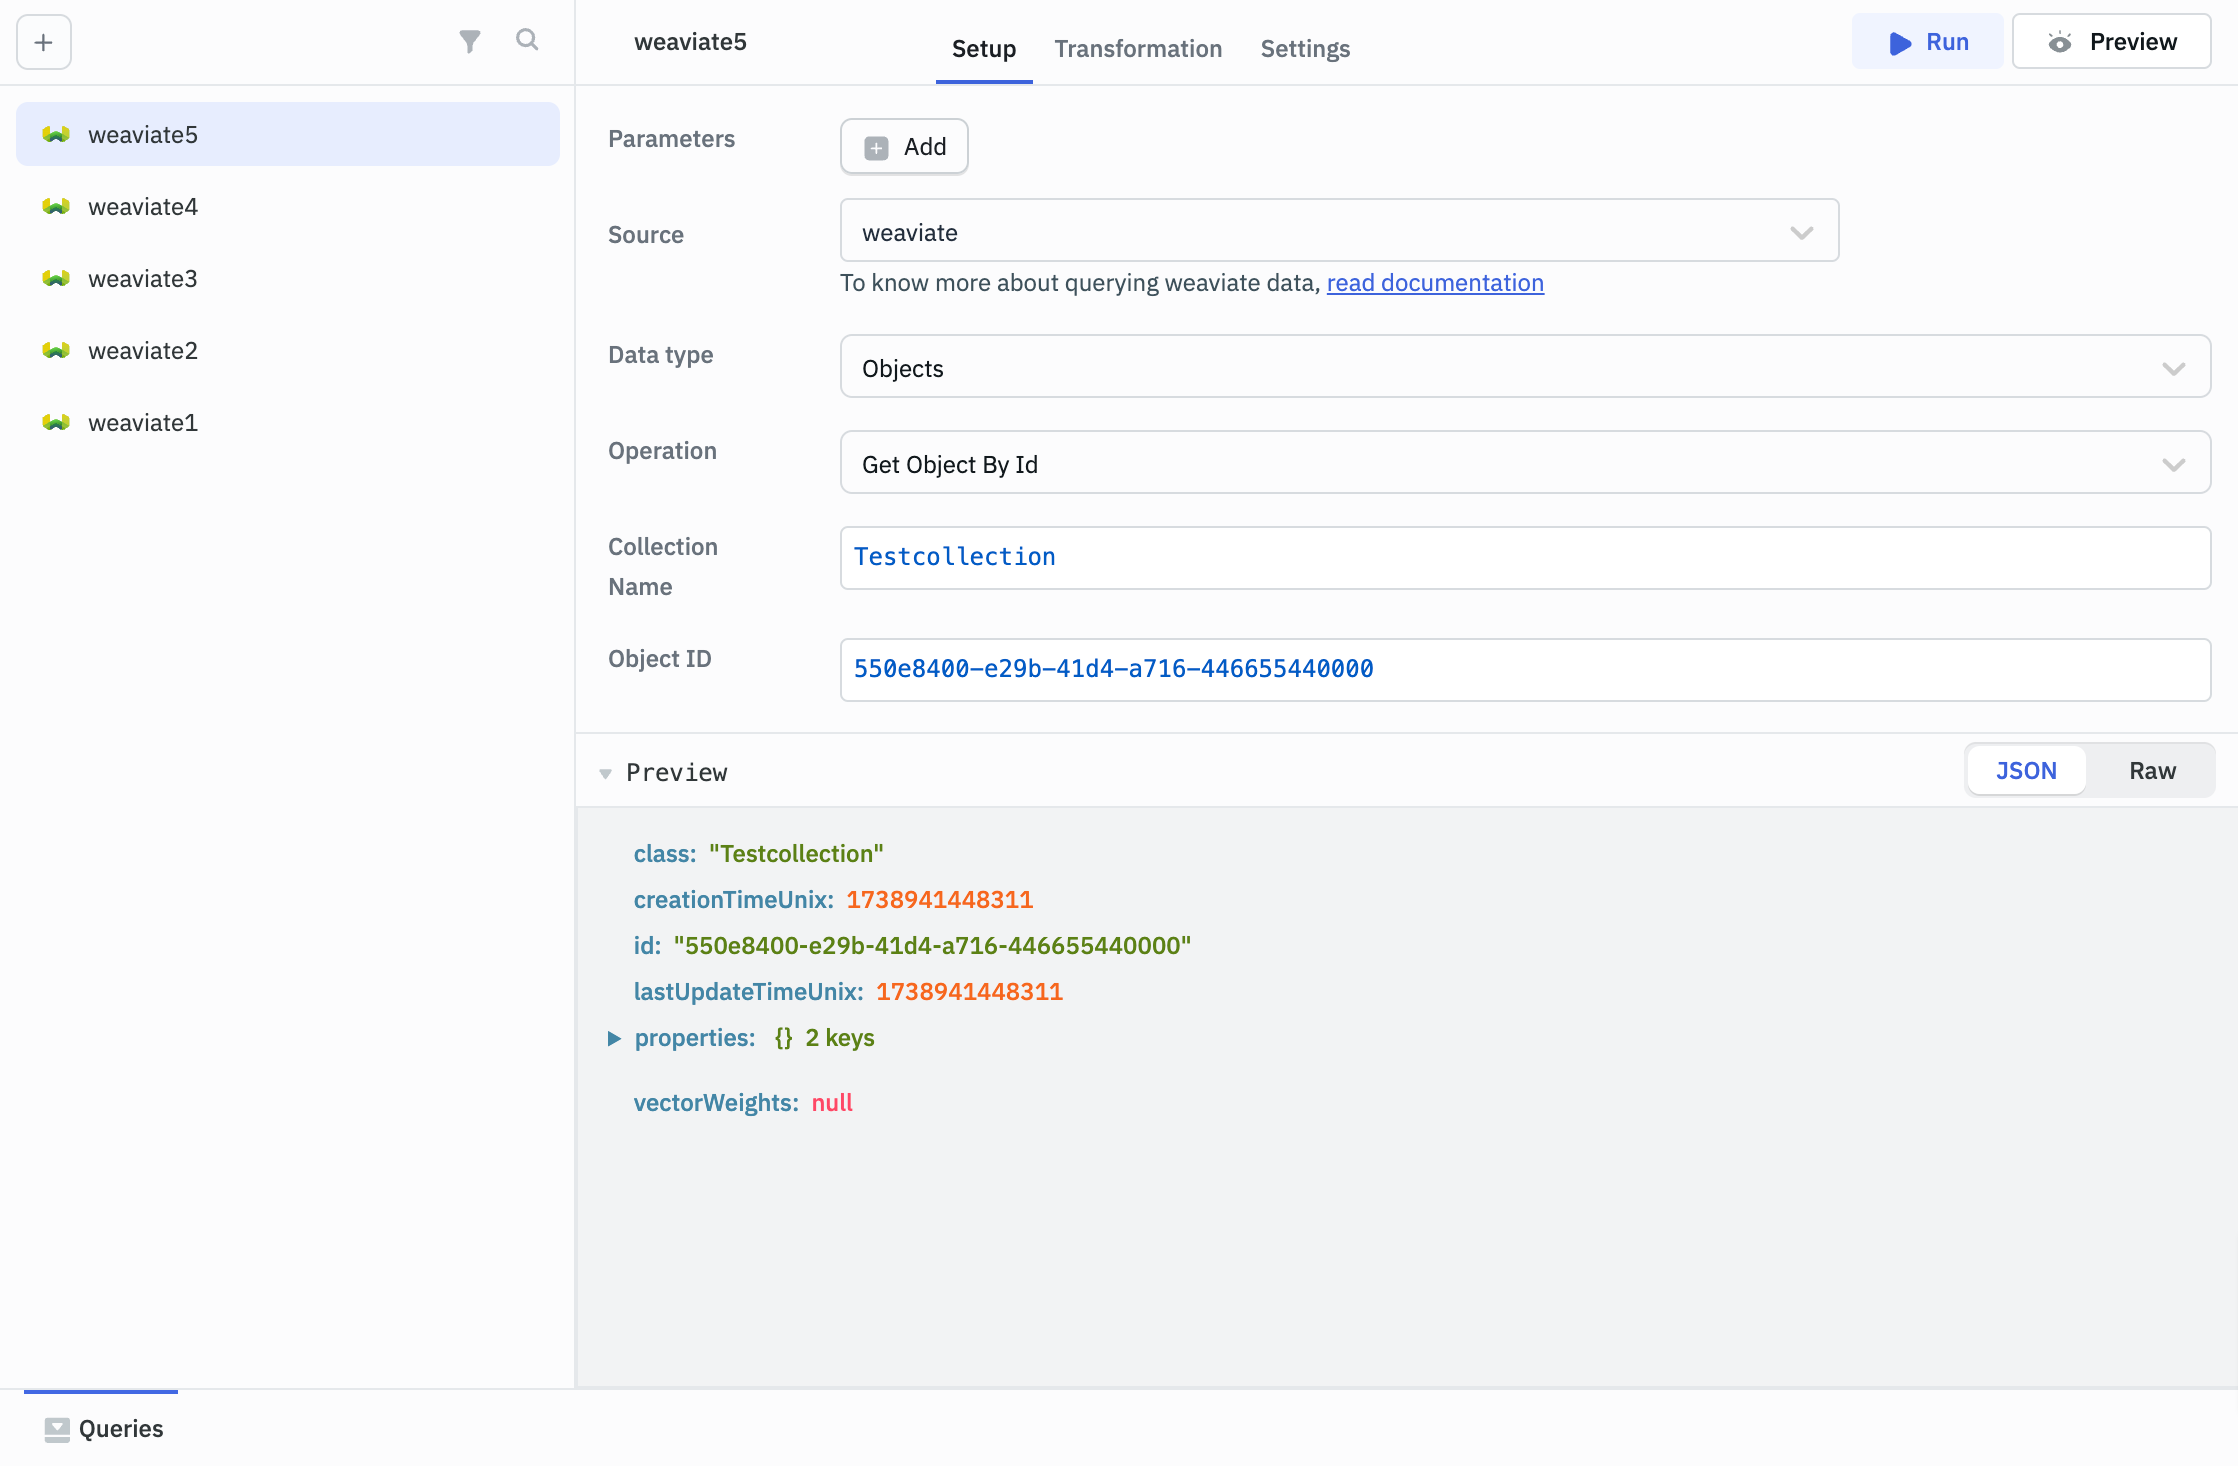 weaviate5
Setup
Transformation
Settings
Run
Preview
weaviate5
weaviate4
weaviate3
weaviate2
weaviate1
Parameters
Add
Source
weaviate
To know more about querying weaviate data, read documentation
Data type
Objects
Operation
Get Object By Id
Collection
Name
Testcollection
Object ID
550e8400-e29b-41d4-a716-446655440000
Preview
JSON
Raw
class: "Testcollection"
creationTimeUnix: 1738941448311
id: "550e8400-e29b-41d4-a716-446655440000"
lastUpdateTimeUnix: 1738941448311
properties: {} 2 keys
vectorWeights: null
Queries